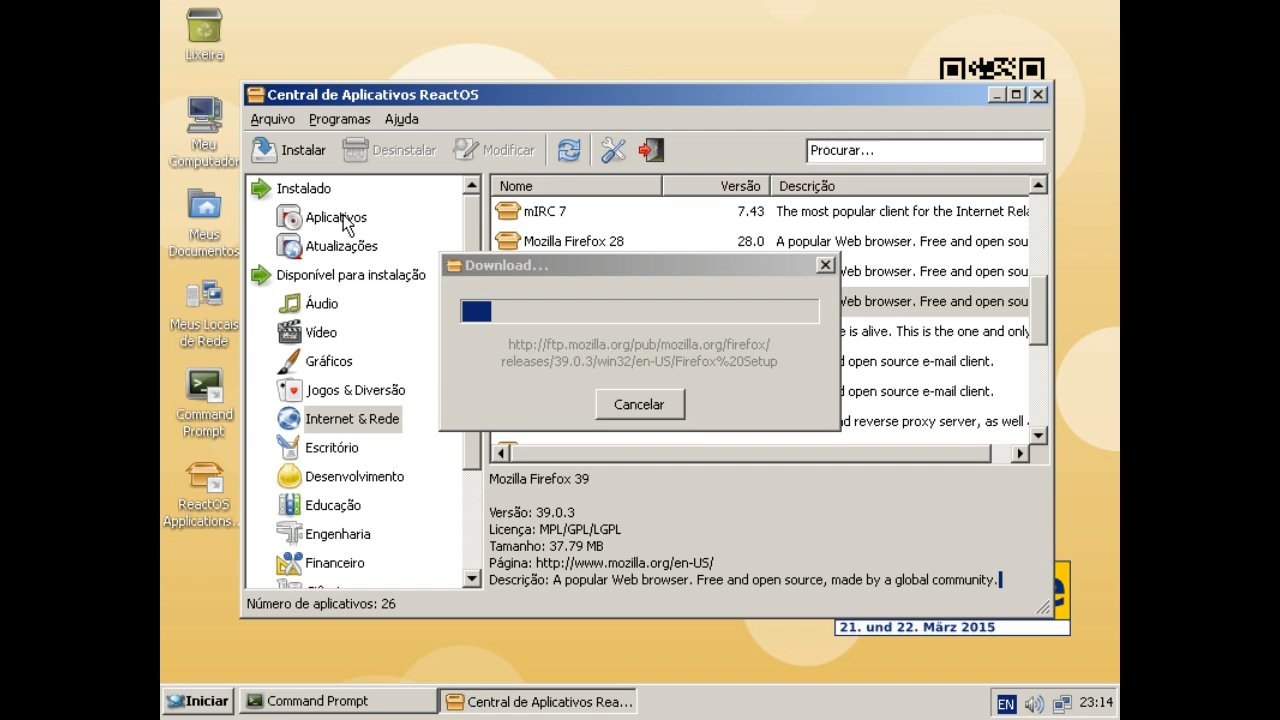 Lixeira
Meu
Computador
Meus
Documentos
Meus Locais
de Rede
Command
Prompt
ReactOS
Applications...
Central de Aplicativos ReactOS
Arquivo Programas Ajuda
Instalar Desinstalar Modificar Procurar...
Instalado
Aplicativos
Atualizações
Disponível para instalação
Áudio
Vídeo
Gráficos
Jogos & Diversão
Internet & Rede
Escritório
Desenvolvimento
Educação
Engenharia
Financeiro
Nome Versão Descrição
mIRC 7 7.43 The most popular client for the Internet Rela
Mozilla Firefox 28 28.0 A popular Web browser. Free and open sou
Web browser. Free and open sou
Web browser. Free and open sou
e is alive. This is the one and only
open source e-mail client.
open source e-mail client.
d reverse proxy server, as well
Download...
http://ftp.mozilla.org/pub/mozilla.org/firefox/
releases/39.0.3/win32/en-US/Firefox%20Setup
Cancelar
Mozilla Firefox 39
Versão: 39.0.3
Licença: MPL/GPL/LGPL
Tamanho: 37.79 MB
Página: http://www.mozilla.org/en-US/
Descrição: A popular Web browser. Free and open source, made by a global community.
Número de aplicativos: 26
e
21. und 22. März 2015
Iniciar Command Prompt Central de Aplicativos Rea... EN 23:14